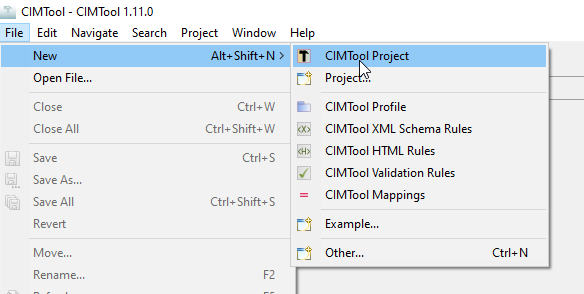 CIMTool - CIMTool 1.11.0
File Edit Navigate Search Project Window Help
New Alt+Shift+N >
Open File...
Close Ctrl+W
Close All Ctrl+Shift+W
Save Ctrl+S
Save As...
Save All Ctrl+Shift+S
Revert
Move...
Rename... F2
CIMTool Project
Project...
CIMTool Profile
CIMTool XML Schema Rules
CIMTool HTML Rules
CIMTool Validation Rules
CIMTool Mappings
Example...
Other... Ctrl+N